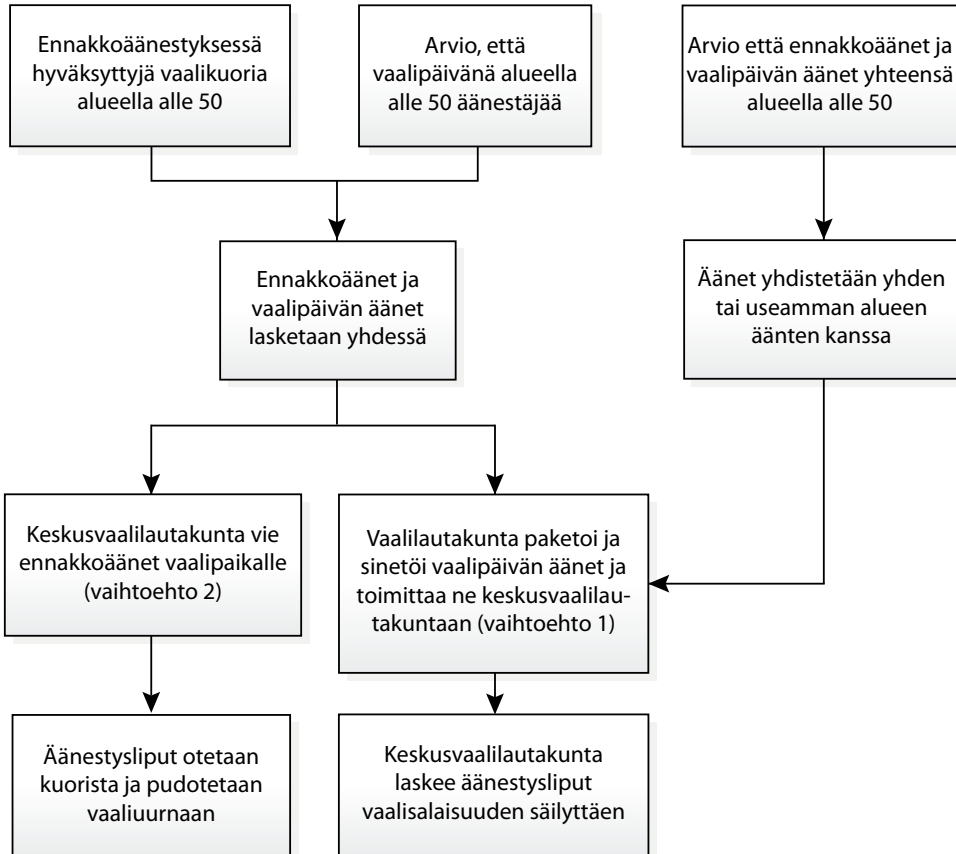 Ennakkoäänestyksessä
hyväksyttyjä vaalikuoria
alueella alle 50
Arvio, että
vaalipäivänä alueella
alle 50 äänestäjää
Arvio että ennakkoäänet ja
vaalipäivän äänet yhteensä
alueella alle 50
Ennakkoäänet ja
vaalipäivän äänet
lasketaan yhdessä
Äänet yhdistetään yhden
tai useamman alueen
äänten kanssa
Keskusvaalilautakunta vie
ennakkoäänet vaalipaikalle
(vaihtoehto 2)
Vaalilautakunta paketoi ja
sinetöi vaalipäivän äänet ja
toimittaa ne keskusvaalilau-
takuntaan (vaihtoehto 1)
Äänestysliput otetaan
kuorista ja pudotetaan
vaaliuurnaan
Keskusvaalilautakunta
laskee äänestysliput
vaalisalaisuuden säilyttäen